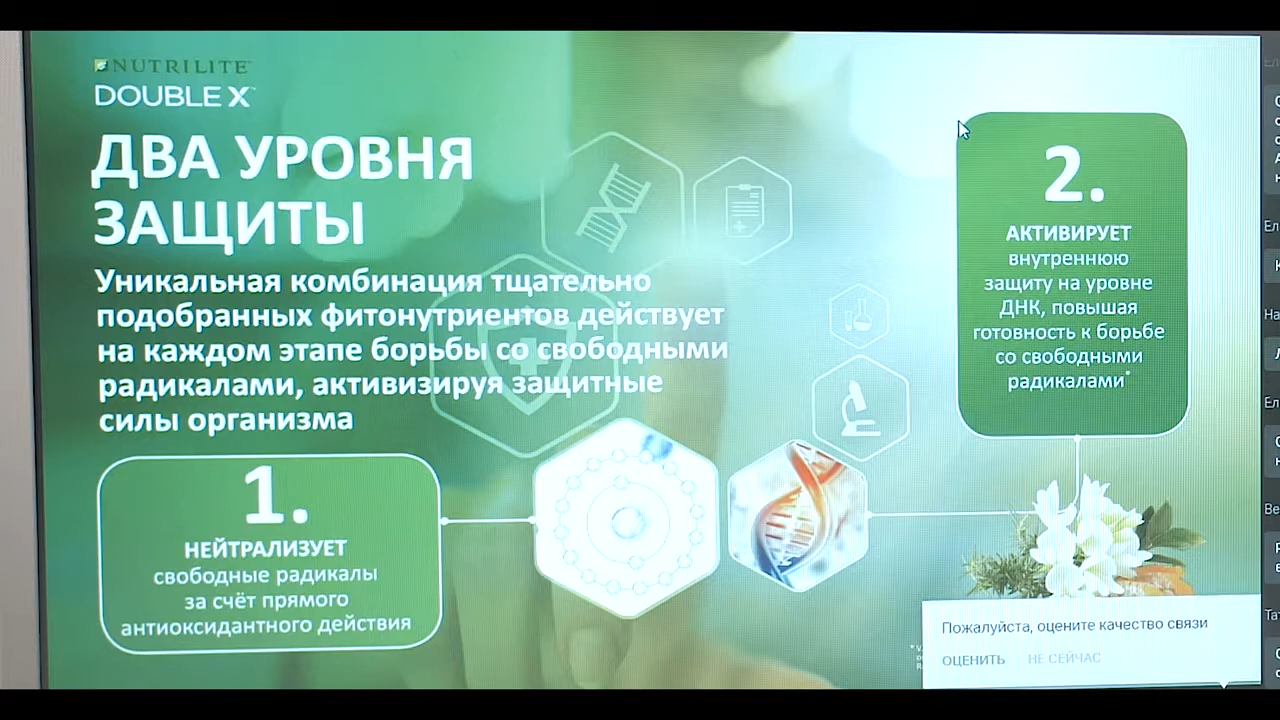 NUTRILITE
DOUBLE X
ДВА УРОВНЯ
ЗАЩИТЫ
Уникальная комбинация тщательно
подобранных фитонутриентов действует
на каждом этапе борьбы со свободными
радикалами, активизируя защитные
силы организма
1.
НЕЙТРАЛИЗУЕТ
свободные радикалы
за счёт прямого
антиоксидантного действия
2.
АКТИВИРУЕТ
внутреннюю
защиту на уровне
ДНК, повышая
готовность к борьбе
со свободными
радикалами*
Пожалуйста, оцените качество связи
ОЦЕНИТЬ НЕ СЕЙЧАС